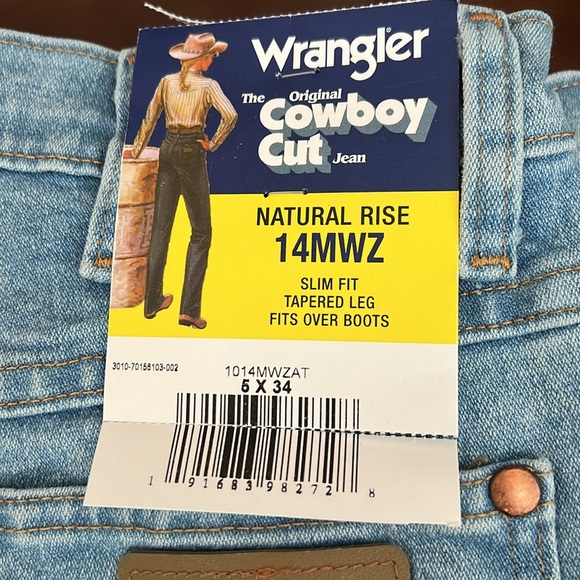 Wrangler
The Original
Cowboy
Cut Jean
NATURAL RISE
14MWZ
SLIM FIT
TAPERED LEG
FITS OVER BOOTS
3010-70156103-002
1014MWZAT
5 X 34
1 91683 98272 8